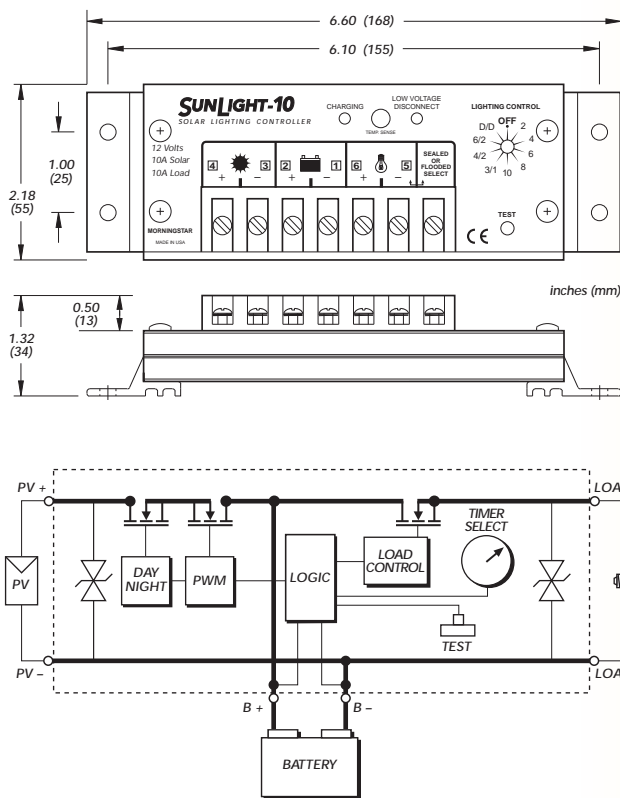 6.60 (168)
6.10 (155)
SUNLIGHT-10
SOLAR LIGHTING CONTROLLER
CHARGING
TEMP. SENSE
LOW VOLTAGE
DISCONNECT
LIGHTING CONTROL
OFF
D/D 2
6/2 4
4/2 6
3/1 10 8
12 Volts
10A Solar
10A Load
4 3 2 1 6 5
+ − + − + −
SEALED
OR
FLOODED
SELECT
TEST
MORNINGSTAR
MADE IN USA
CE
1.00
(25)
2.18
(55)
inches (mm)
0.50
(13)
1.32
(34)
PV +
LOA
TIMER
SELECT
PV
DAY
NIGHT
PWM
LOGIC
LOAD
CONTROL
TEST
PV −
LOA
B +
B −
BATTERY